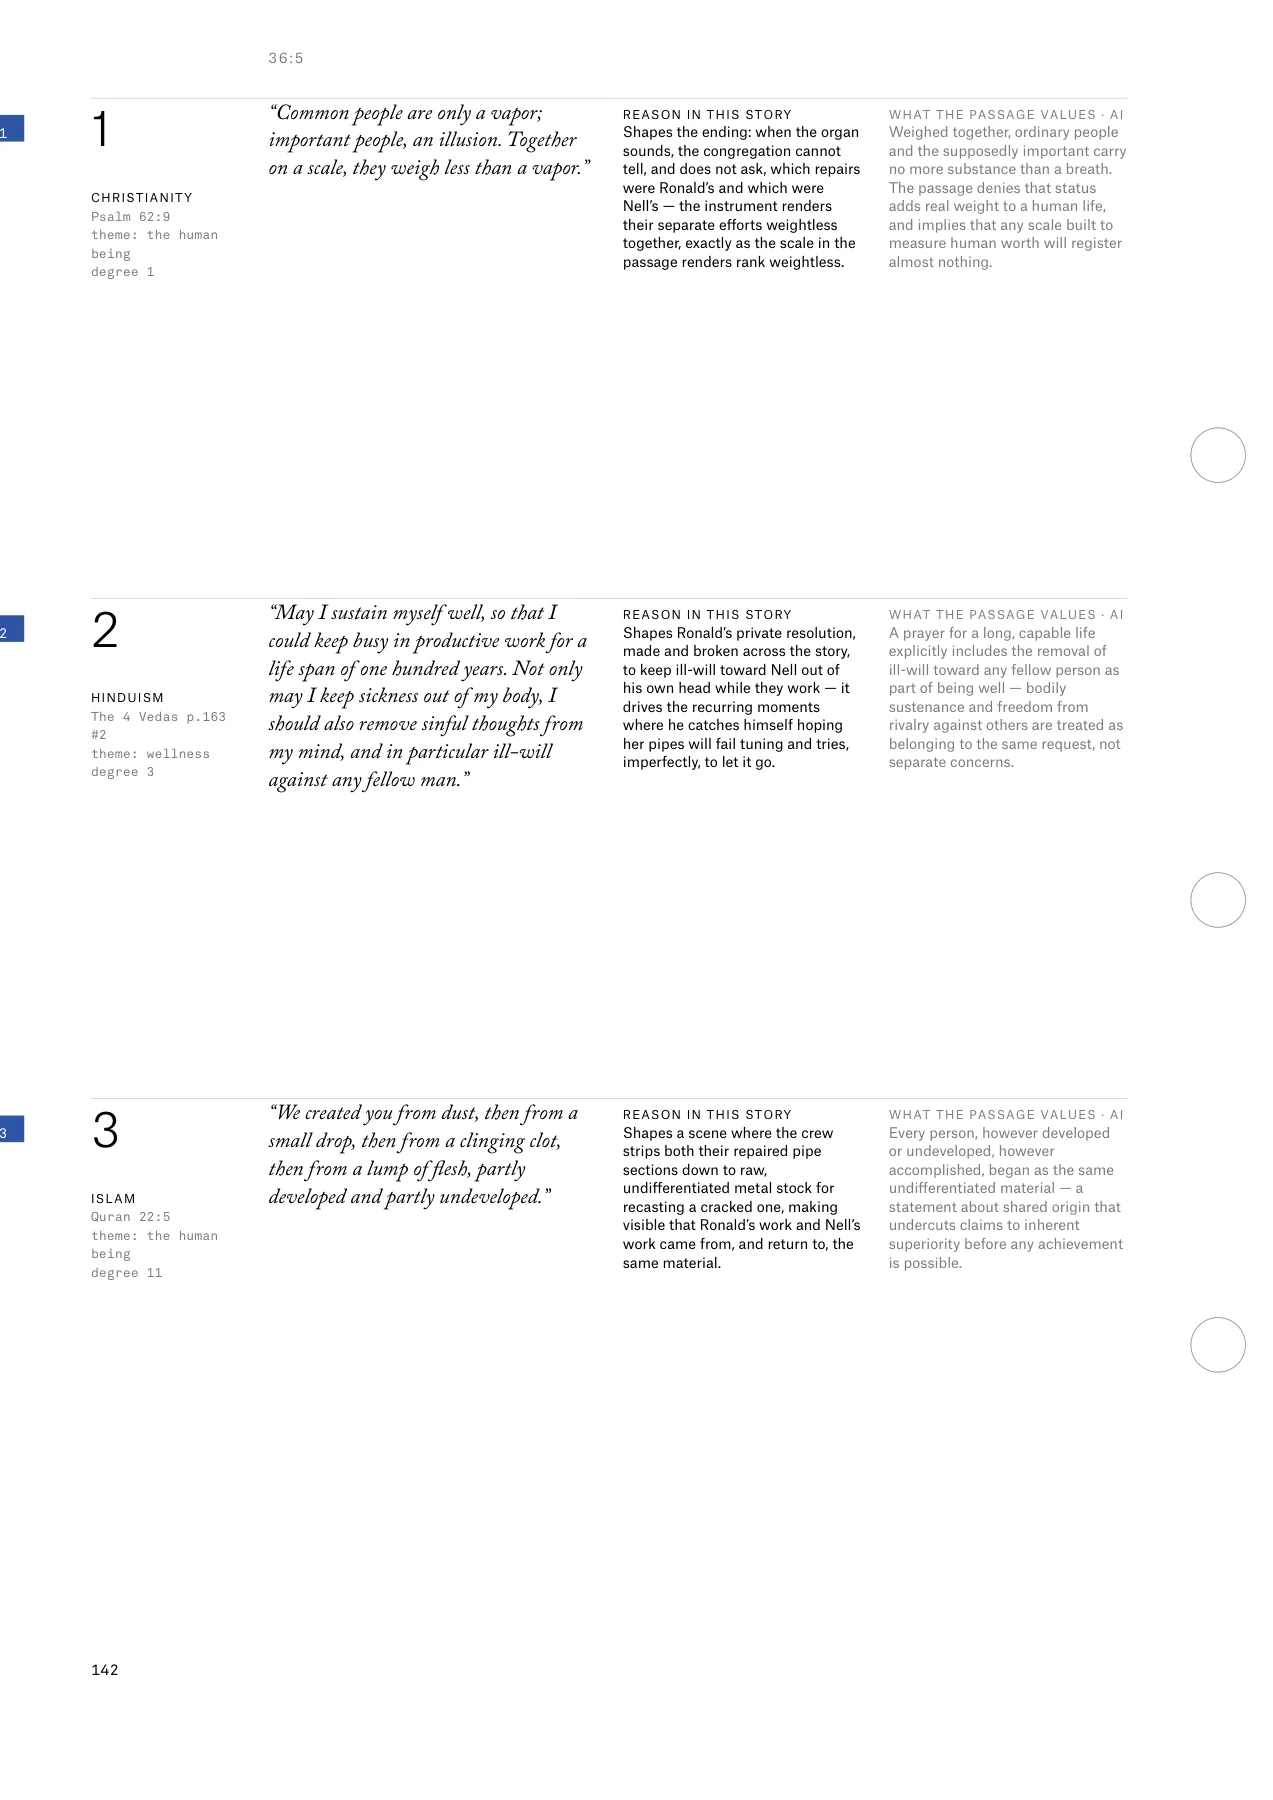 36:5
1
1
CHRISTIANITY
Psalm 62:9
theme: the human
being
degree 1
“Common people are only a vapor;
important people, an illusion. Together
on a scale, they weigh less than a vapor.”
REASON IN THIS STORY
Shapes the ending: when the organ
sounds, the congregation cannot
tell, and does not ask, which repairs
were Ronald’s and which were
Nell’s — the instrument renders
their separate efforts weightless
together, exactly as the scale in the
passage renders rank weightless.
WHAT THE PASSAGE VALUES · AI
Weighed together, ordinary people
and the supposedly important carry
no more substance than a breath.
The passage denies that status
adds real weight to a human life,
and implies that any scale built to
measure human worth will register
almost nothing.
2
2
HINDUISM
The 4 Vedas p.163
#2
theme: wellness
degree 3
“May I sustain myself well, so that I
could keep busy in productive work for a
life span of one hundred years. Not only
may I keep sickness out of my body, I
should also remove sinful thoughts from
my mind, and in particular ill-will
against any fellow man.”
REASON IN THIS STORY
Shapes Ronald’s private resolution,
made and broken across the story,
to keep ill-will toward Nell out of
his own head while they work — it
drives the recurring moments
where he catches himself hoping
her pipes will fail tuning and tries,
imperfectly, to let it go.
WHAT THE PASSAGE VALUES · AI
A prayer for a long, capable life
explicitly includes the removal of
ill-will toward any fellow person as
part of being well — bodily
sustenance and freedom from
rivalry against others are treated as
belonging to the same request, not
separate concerns.
3
3
ISLAM
Quran 22:5
theme: the human
being
degree 11
“We created you from dust, then from a
small drop, then from a clinging clot,
then from a lump of flesh, partly
developed and partly undeveloped.”
REASON IN THIS STORY
Shapes a scene where the crew
strips both their repaired pipe
sections down to raw,
undifferentiated metal stock for
recasting a cracked one, making
visible that Ronald’s work and Nell’s
work came from, and return to, the
same material.
WHAT THE PASSAGE VALUES · AI
Every person, however developed
or undeveloped, however
accomplished, began as the same
undifferentiated material — a
statement about shared origin that
undercuts claims to inherent
superiority before any achievement
is possible.
142